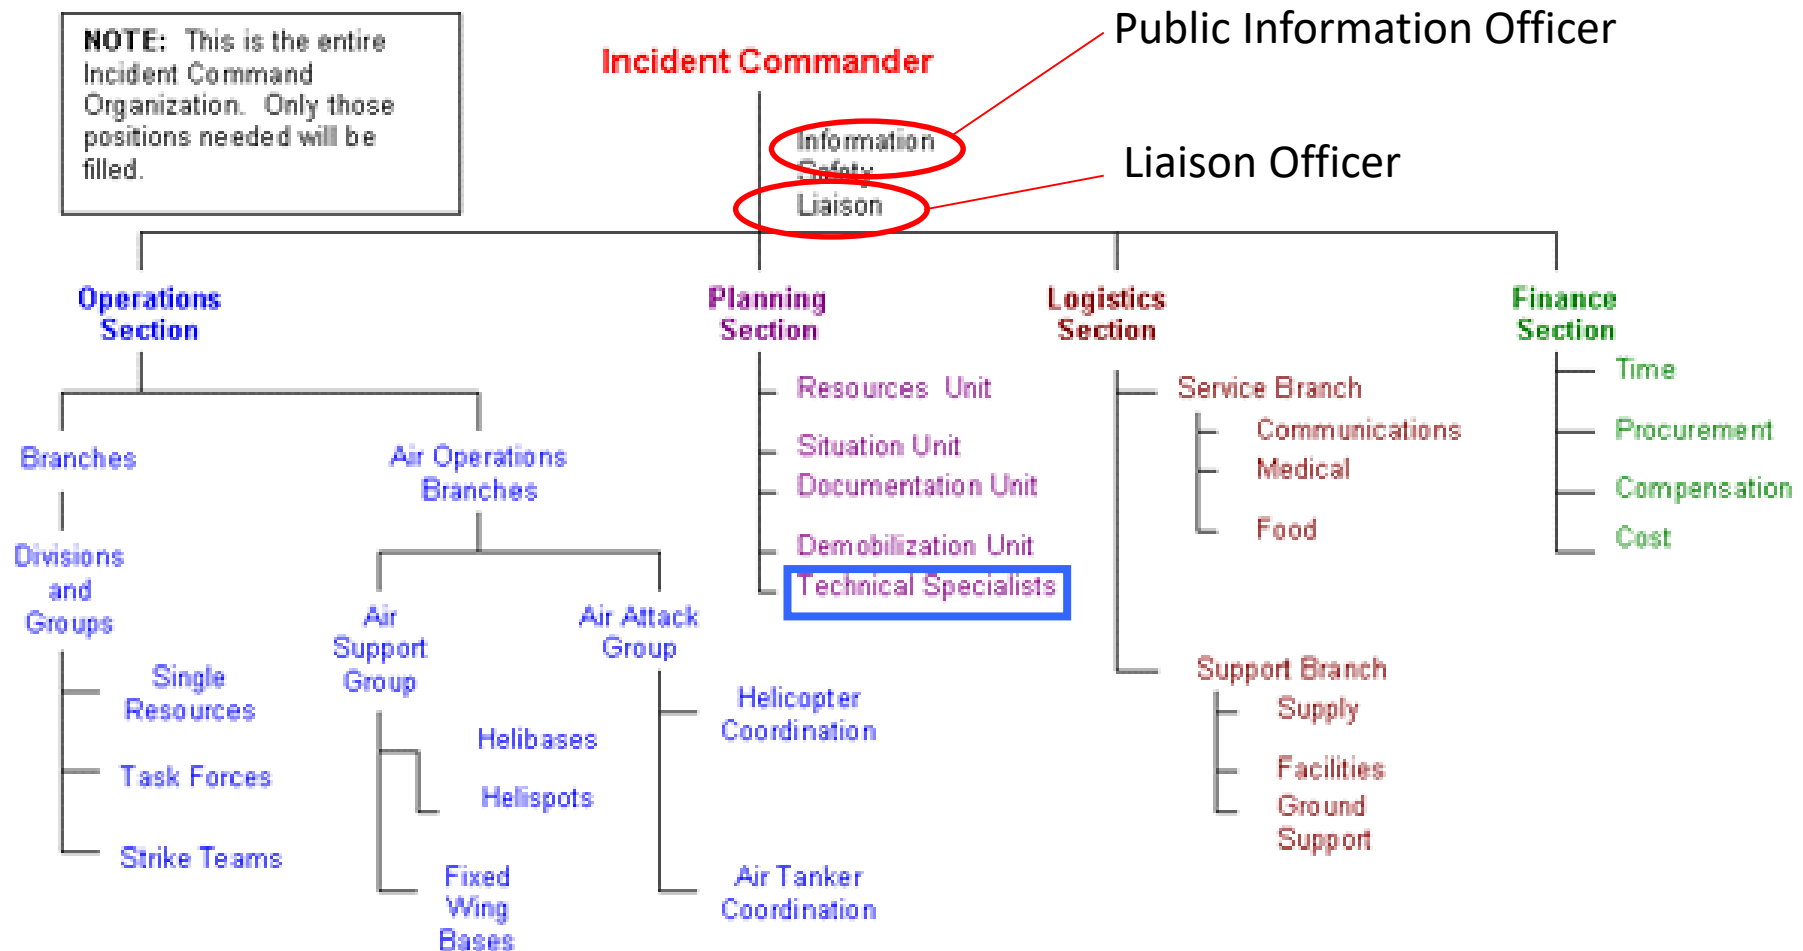 NOTE: This is the entire
Incident Command
Organization. Only those
positions needed will be
filled.
Incident Commander
Public Information Officer
Information
Safety
Liaison
Liaison Officer
Operations
Section
Branches
Divisions
and
Groups
Single
Resources
Task Forces
Strike Teams
Air Operations
Branches
Air
Support
Group
Helibases
Helispots
Fixed
Wing
Bases
Air Attack
Group
Helicopter
Coordination
Air Tanker
Coordination
Planning
Section
Resources Unit
Situation Unit
Documentation Unit
Demobilization Unit
Technical Specialists
Logistics
Section
Service Branch
Communications
Medical
Food
Support Branch
Supply
Facilities
Ground
Support
Finance
Section
Time
Procurement
Compensation
Cost